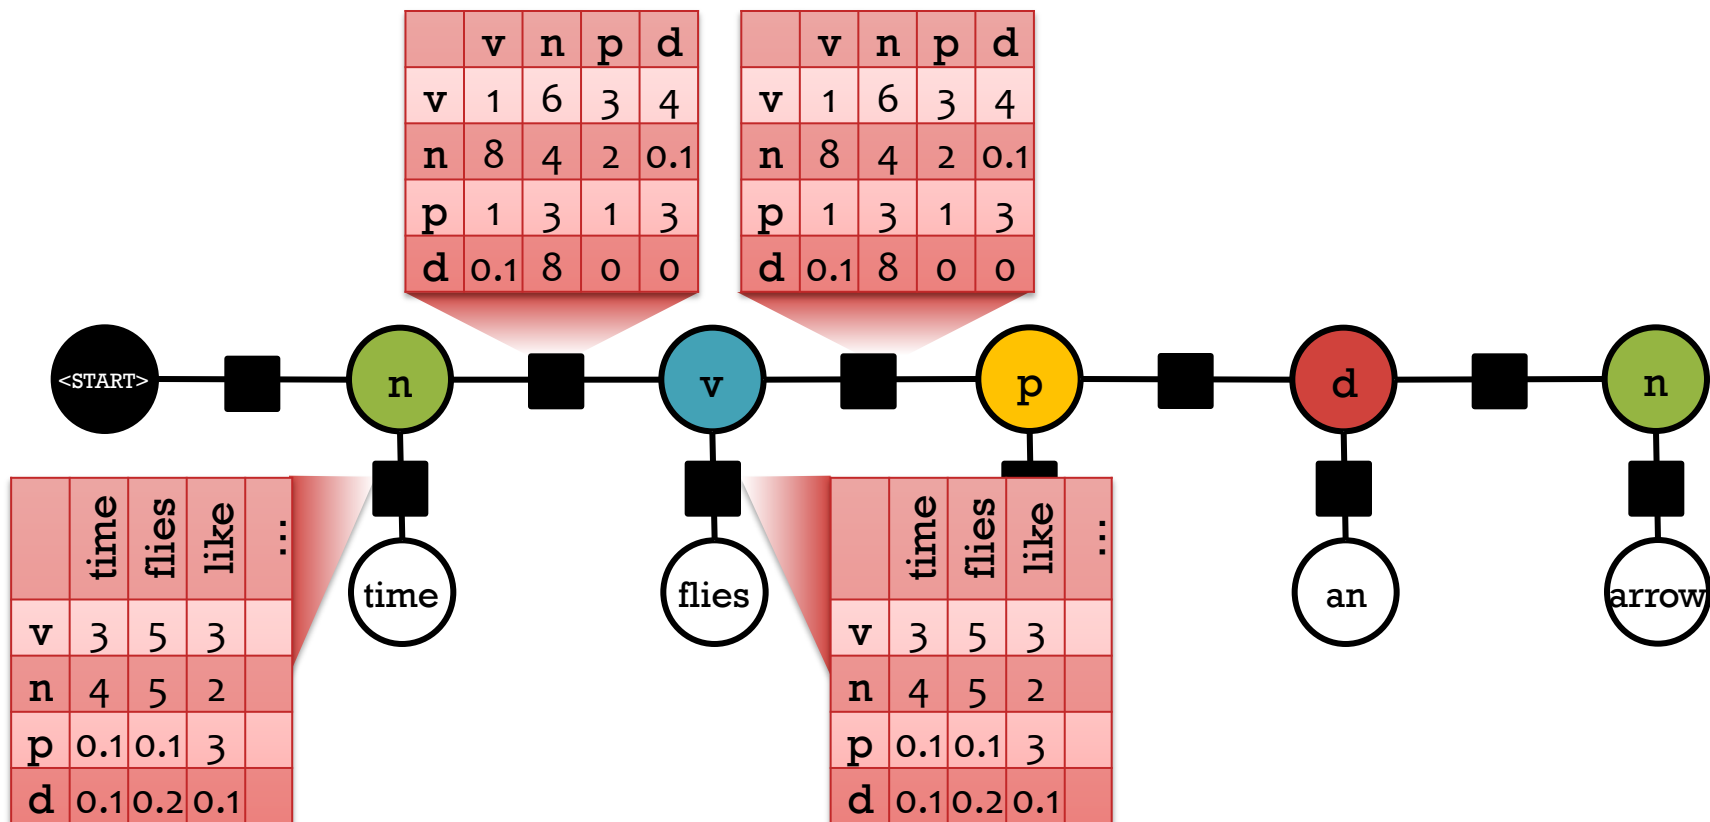 v n p d
v 1 6 3 4
n 8 4 2 0.1
p 1 3 1 3
d 0.1 8 0 0
v n p d
v 1 6 3 4
n 8 4 2 0.1
p 1 3 1 3
d 0.1 8 0 0
<START> n v p d n
time flies like ...
v 3 5 3
n 4 5 2
p 0.1 0.1 3
d 0.1 0.2 0.1
time flies
time flies like ...
v 3 5 3
n 4 5 2
p 0.1 0.1 3
d 0.1 0.2 0.1
an arrow